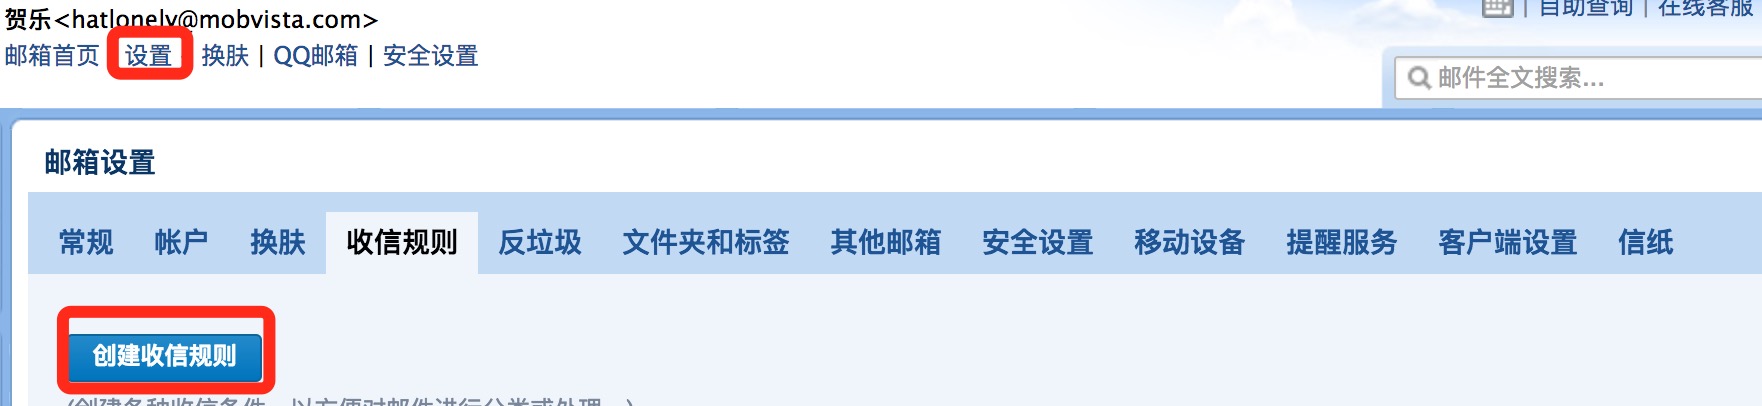 贺乐<hatlonely@mobvista.com>
自助查询 | 在线客服
邮箱首页 设置 换肤 | QQ邮箱 | 安全设置
邮件全文搜索...
邮箱设置
常规 帐户 换肤 收信规则 反垃圾 文件夹和标签 其他邮箱 安全设置 移动设备 提醒服务 客户端设置 信纸
创建收信规则
(创建各种收信条件，以方便对邮件进行分类或处理。)